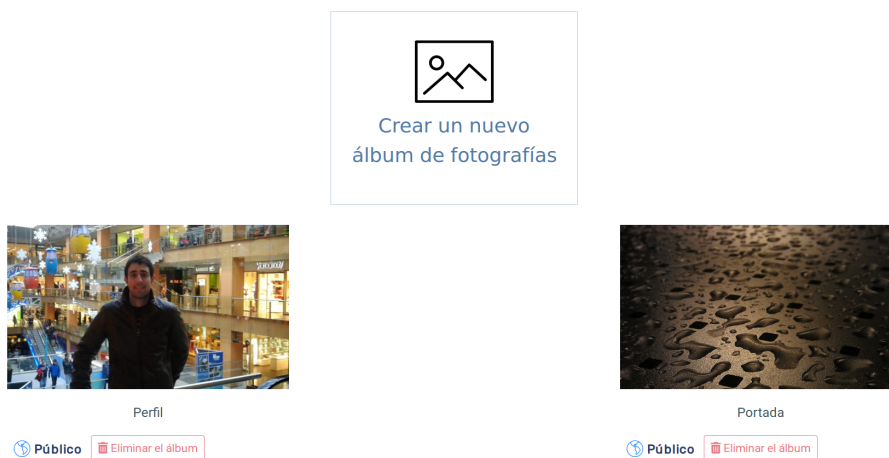 Crear un nuevo
álbum de fotografías
Perfil
Portada
Público
Eliminar el álbum
Público
Eliminar el álbum